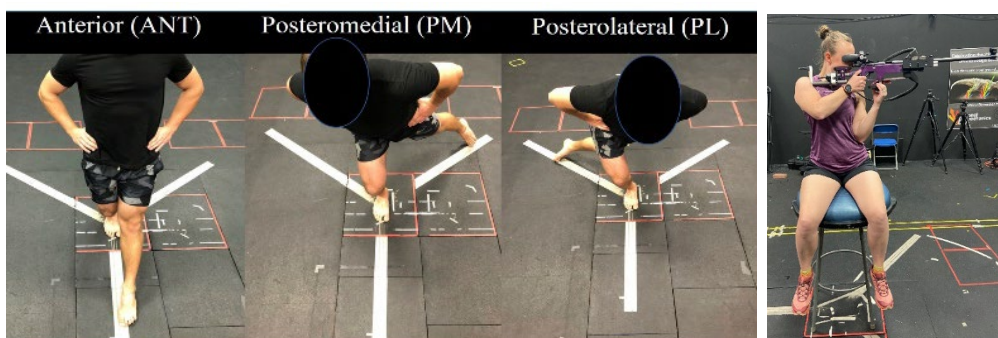 Anterior (ANT)
Posteromedial (PM)
Posterolateral (PL)